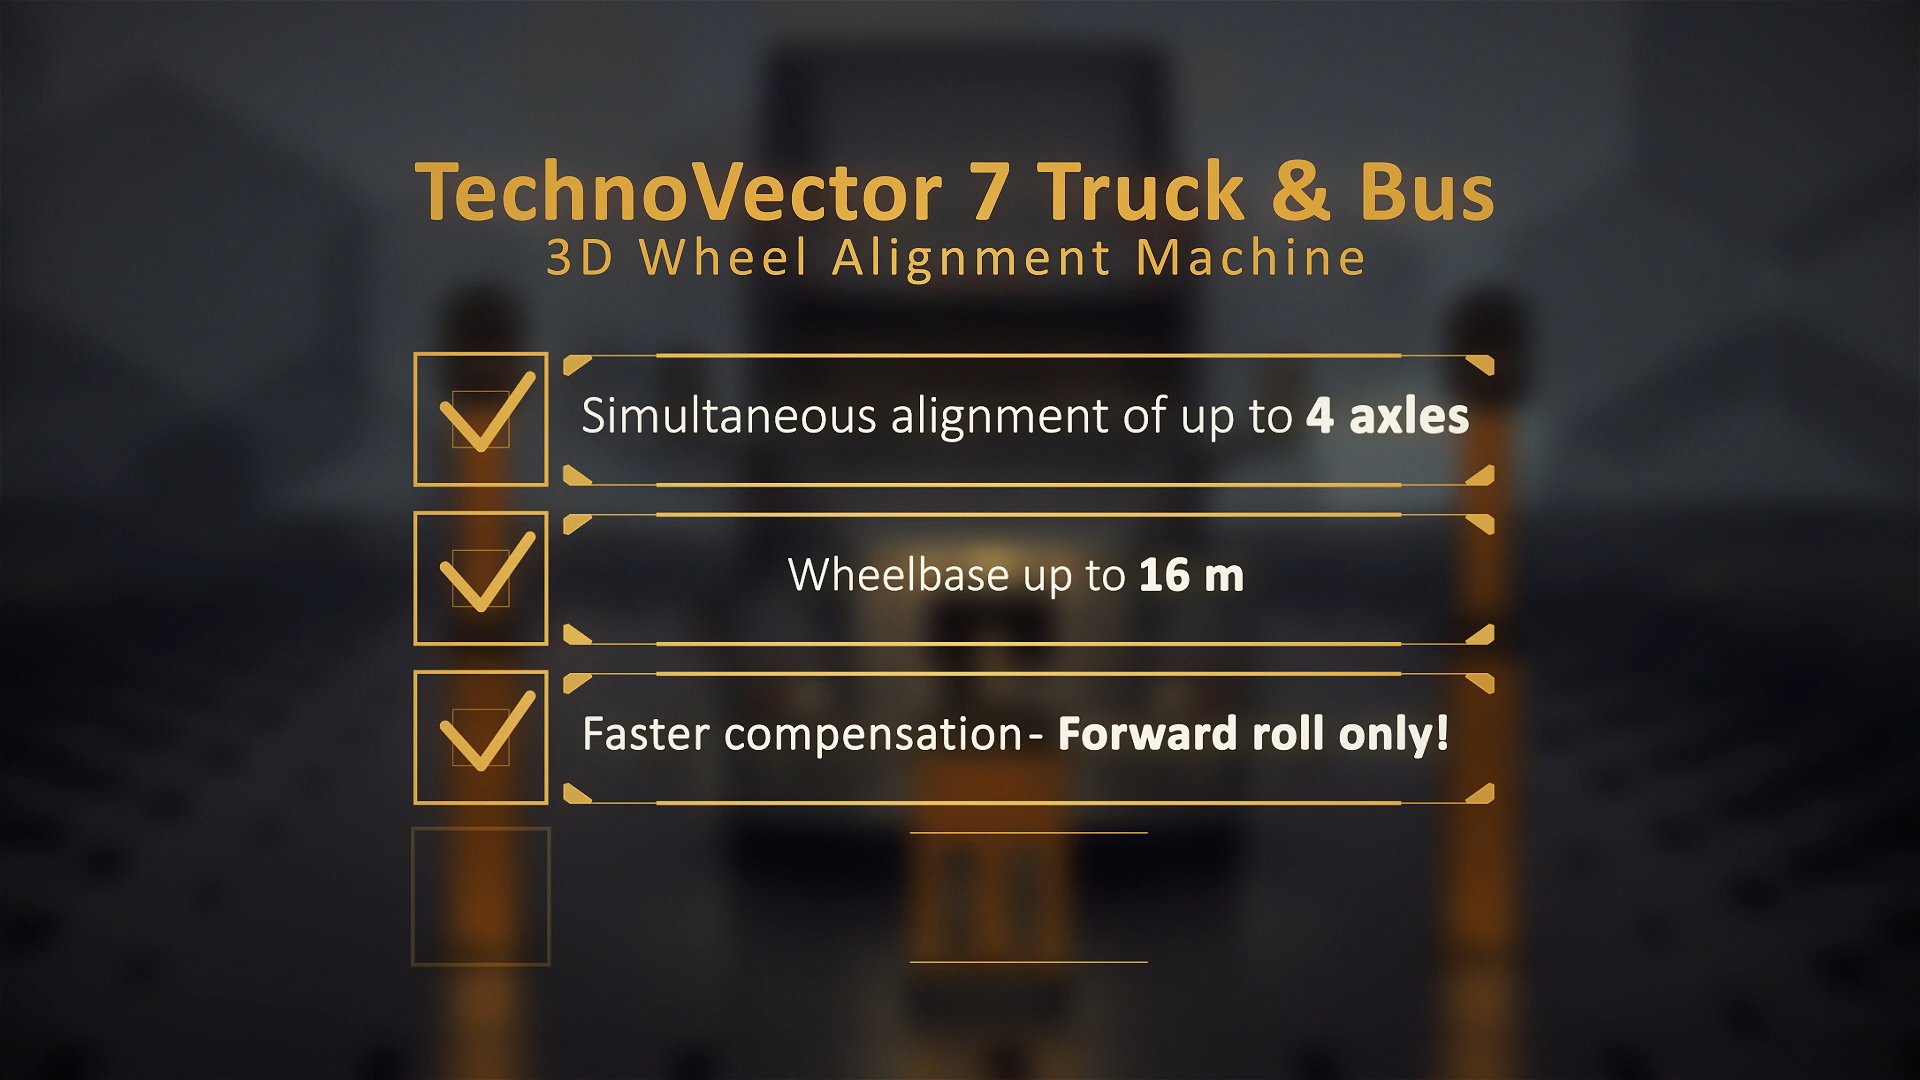 TechnoVector 7 Truck & Bus
3D Wheel Alignment Machine
Simultaneous alignment of up to 4 axles
Wheelbase up to 16 m
Faster compensation - Forward roll only!